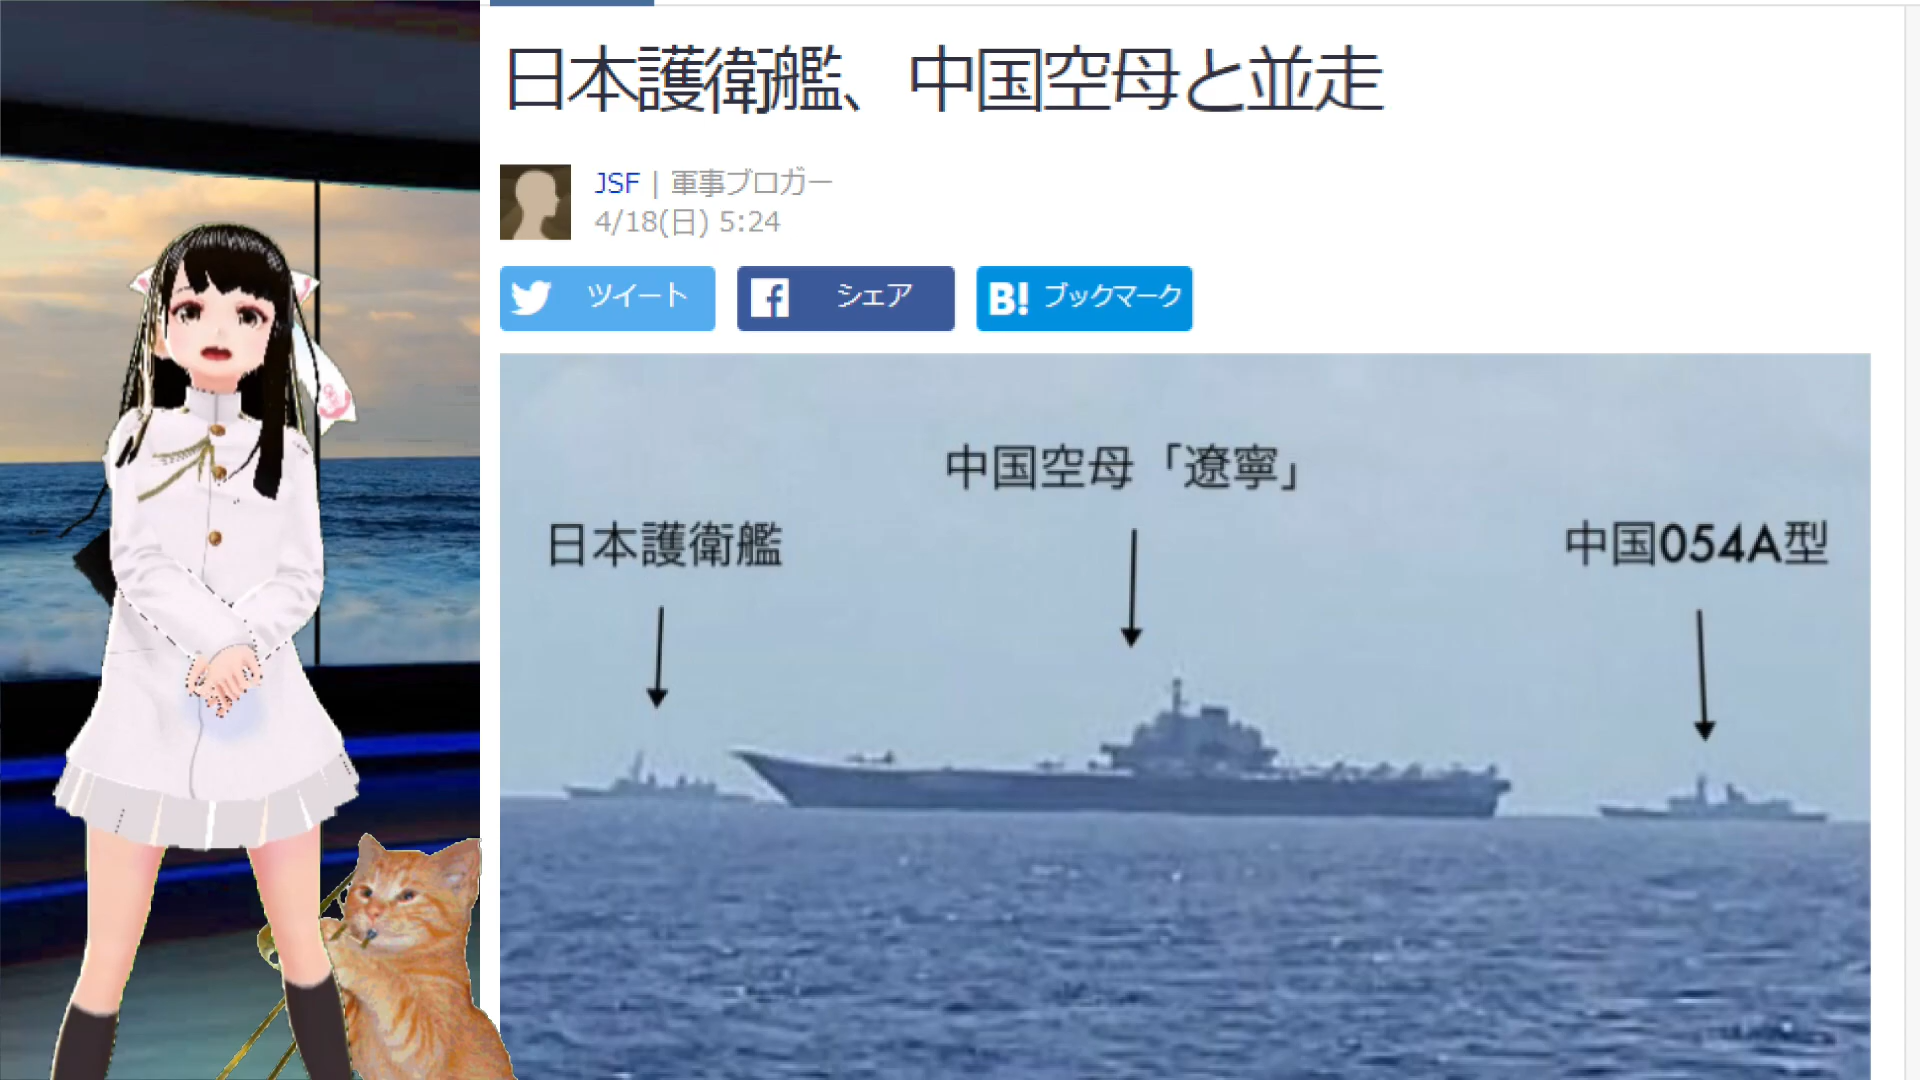 日本護衛艦、中国空母と並走
JSF | 軍事ブロガー
4/18(日) 5:24
ツイート
シェア
B! ブックマーク
中国空母「遼寧」
日本護衛艦
中国054A型